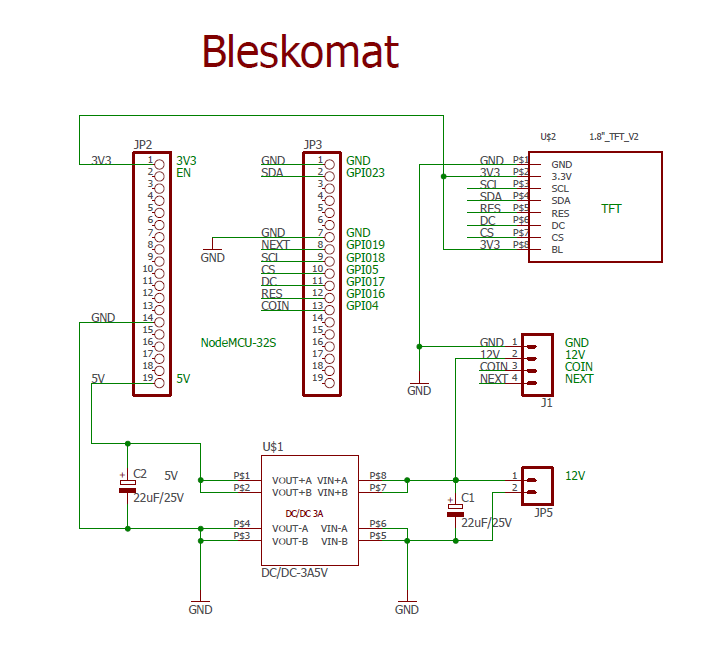 Bleskomat
U$2 1.8"_TFT_V2
JP2 JP3
3V3 1 3V3
2 EN
3
4
5
6
7
8
9
10
11
12
13
GND 14
15
16
17
18
5V 19 5V
GND 1 GND
SDA 2 GPIO23
3
4
5
6
GND 7 GND
NEXT 8 GPIO19
SCL 9 GPIO18
CS 10 GPIO5
DC 11 GPIO17
RES 12 GPIO16
COIN 13 GPIO4
14
15
16
17
18
19
GND
NodeMCU-32S
GND P$1 GND
3V3 P$2 3.3V
SCL P$3 SCL
SDA P$4 SDA
RES P$5 RES
DC P$6 DC
CS P$7 CS
3V3 P$8 BL
TFT
GND 1 GND
12V 2 12V
COIN 3 COIN
NEXT 4 NEXT
J1
GND
U$1
+ C2 5V
22uF/25V
P$1 VOUT+A VIN+A P$8
P$2 VOUT+B VIN+B P$7
DC/DC 3A
P$4 VOUT-A VIN-A P$6
P$3 VOUT-B VIN-B P$5
DC/DC-3A5V
+ C1
22uF/25V
1 12V
2
JP5
GND GND